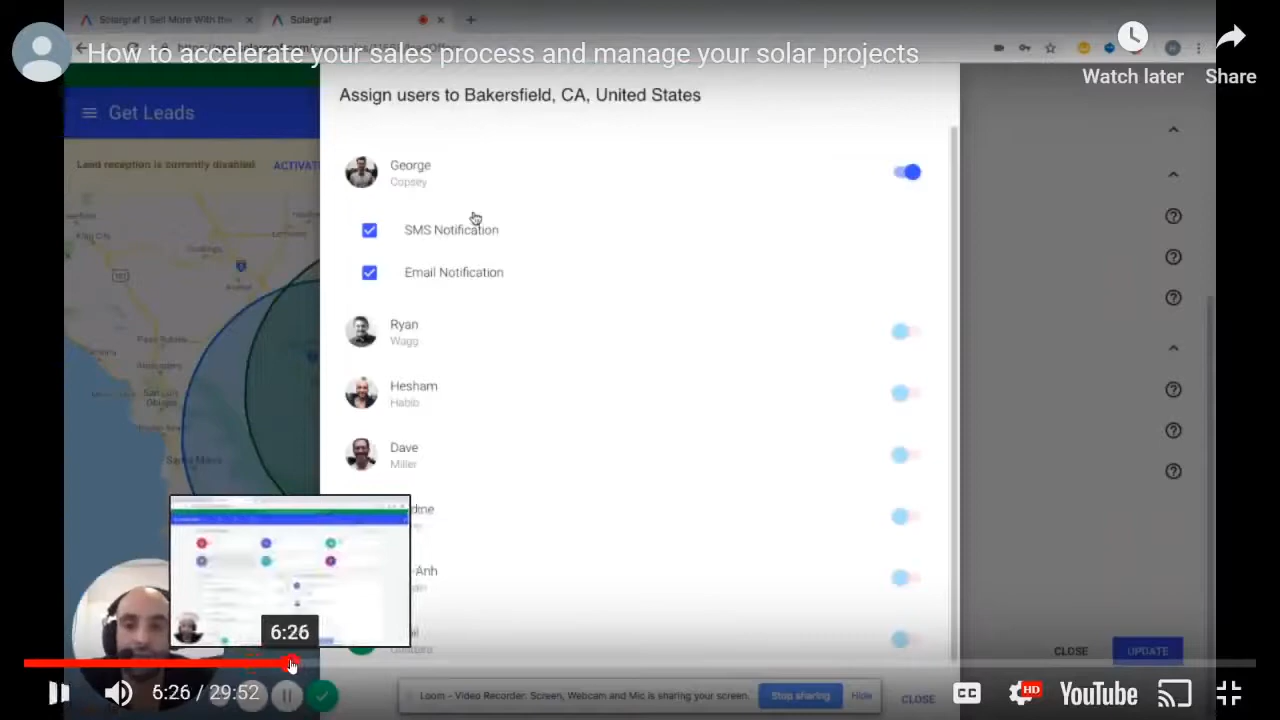 Solargraf | Sell More With the
Solargraf
How to accelerate your sales process and manage your solar projects
Watch later
Share
Assign users to Bakersfield, CA, United States
Get Leads
Lead reception is currently disabled
ACTIVAT
George
Copsey
SMS Notification
Email Notification
Ryan
Wagg
Hesham
Habib
Dave
Miller
Anh
6:26
CLOSE
UPDATE
6:26 / 29:52
Loom - Video Recorder: Screen, Webcam and Mic is sharing your screen.
Stop sharing
Hide
CLOSE
CC
HD
YouTube